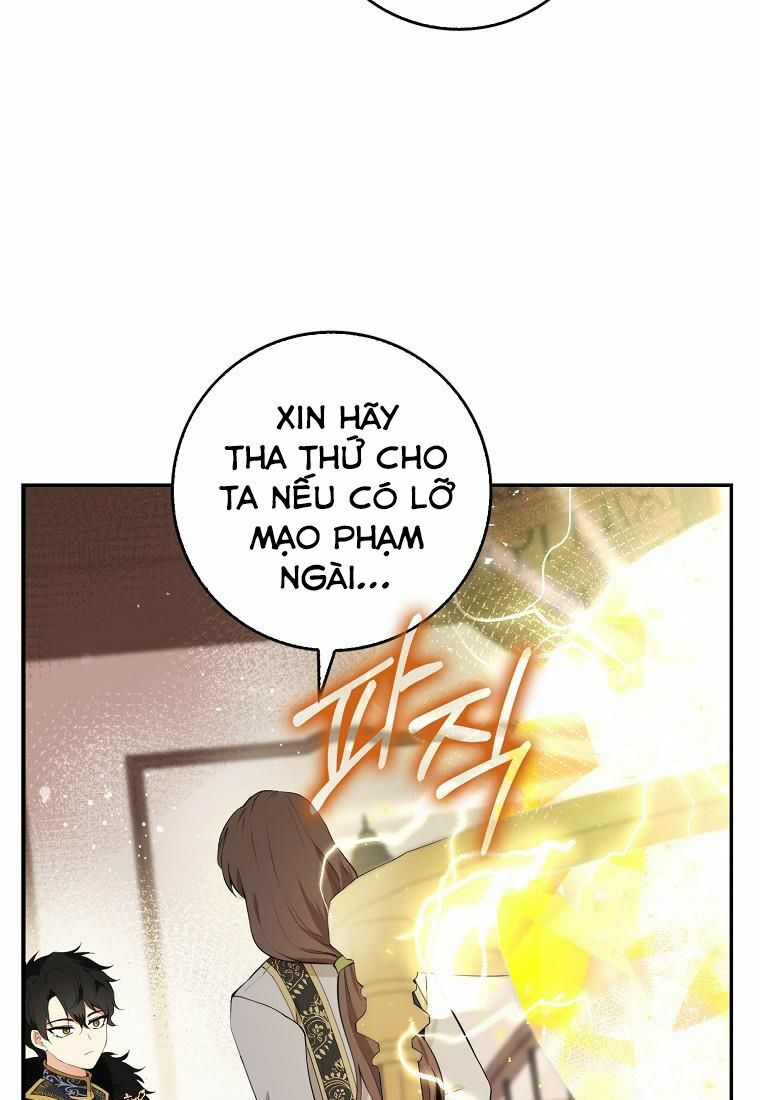 XIN HÃY
THA THỨ CHO
TA NẾU CÓ LỠ
MẠO PHẠM
NGÀI...
파직